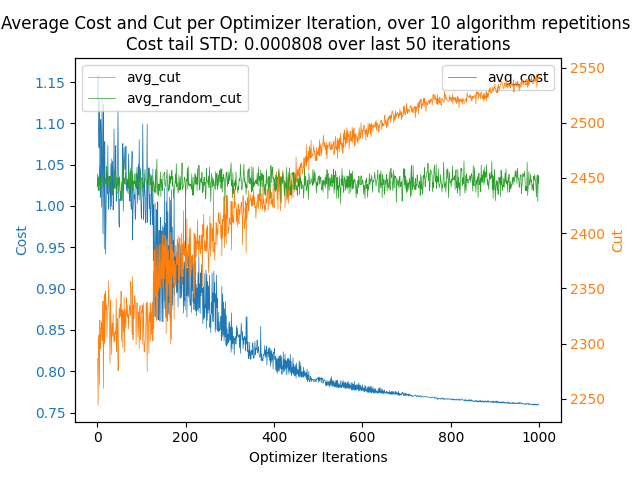 Average Cost and Cut per Optimizer Iteration, over 10 algorithm repetitions
Cost tail STD: 0.000808 over last 50 iterations
avg_cut
avg_random_cut
avg_cost
1.15
1.10
1.05
1.00
0.95
0.90
0.85
0.80
0.75
Cost
2550
2500
2450
2400
2350
2300
2250
Cut
0
200
400
600
800
1000
Optimizer Iterations